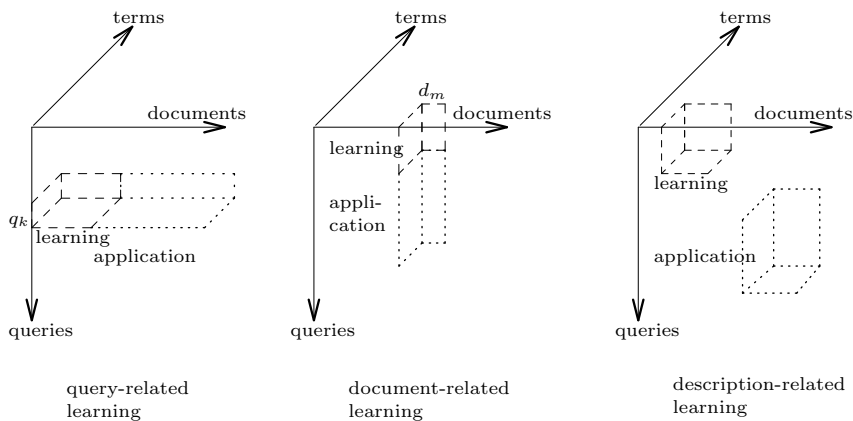 terms
documents
q_k
learning
application
queries
query-related
learning
terms
d_m
documents
learning
appli-
cation
queries
document-related
learning
terms
documents
learning
application
queries
description-related
learning